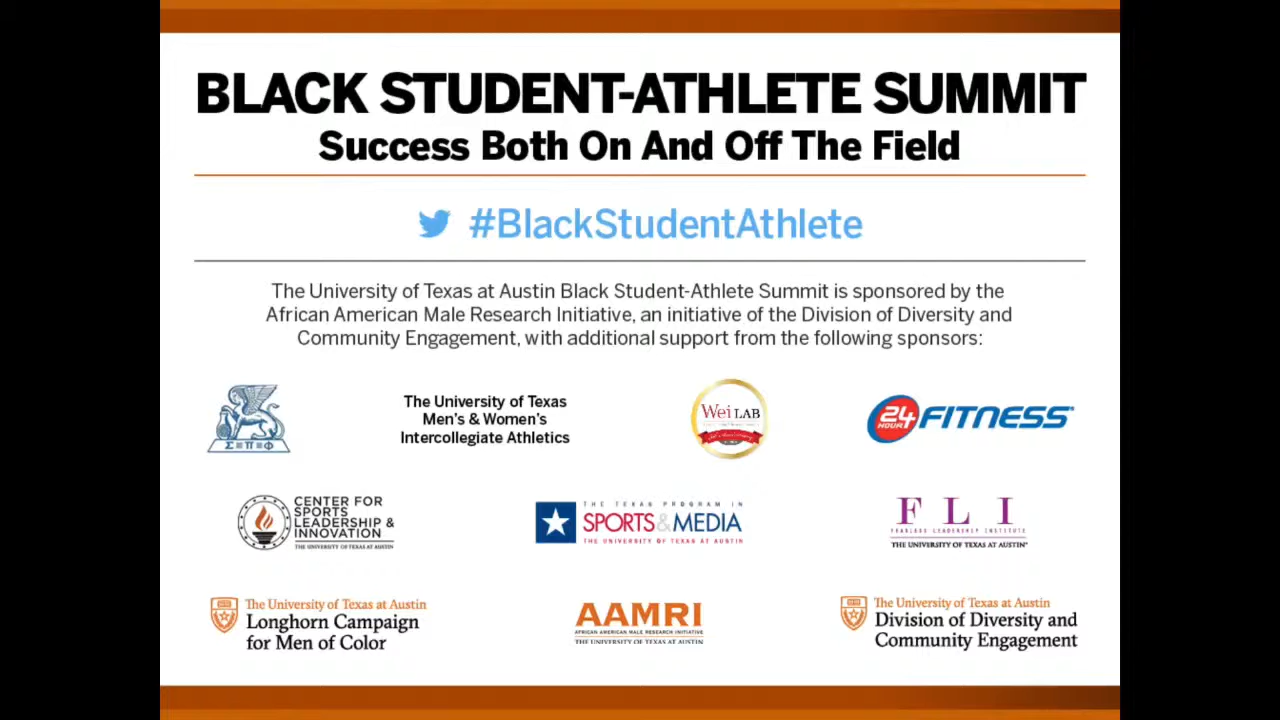 BLACK STUDENT-ATHLETE SUMMIT
Success Both On And Off The Field
#BlackStudentAthlete
The University of Texas at Austin Black Student-Athlete Summit is sponsored by the
African American Male Research Initiative, an initiative of the Division of Diversity and
Community Engagement, with additional support from the following sponsors:
ΣΠΦ
The University of Texas
Men's & Women's
Intercollegiate Athletics
Wei LAB
24
HOUR
FITNESS
CENTER FOR
SPORTS
LEADERSHIP &
INNOVATION
THE UNIVERSITY OF TEXAS AT AUSTIN
THE TEXAS PROGRAM IN
SPORTS & MEDIA
THE UNIVERSITY OF TEXAS AT AUSTIN
FLI
FEARLESS LEADERSHIP INSTITUTE
THE UNIVERSITY OF TEXAS AT AUSTIN
The University of Texas at Austin
Longhorn Campaign
for Men of Color
AAMRI
AFRICAN AMERICAN MALE RESEARCH INITIATIVE
THE UNIVERSITY OF TEXAS AT AUSTIN
The University of Texas at Austin
Division of Diversity and
Community Engagement